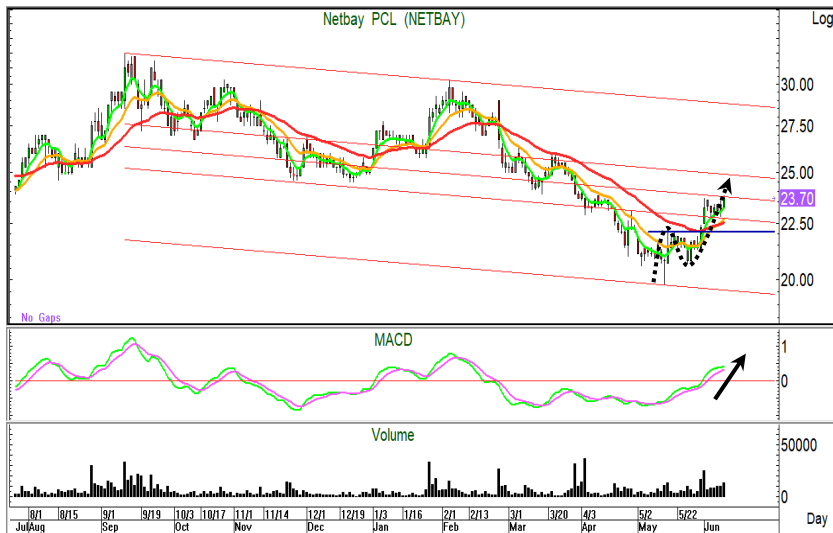 Netbay PCL (NETBAY)
Log
30.00
27.50
25.00
23.70
22.50
20.00
No Gaps
MACD
1
0
Volume
50000
0
8/1 8/15 9/1 9/19 10/3 10/17 11/1 11/14 12/1 12/19 1/3 1/16 2/1 2/13 3/1 3/20 4/3 5/2 5/22
Jul Aug Sep Oct Nov Dec Jan Feb Mar Apr May Jun
Day